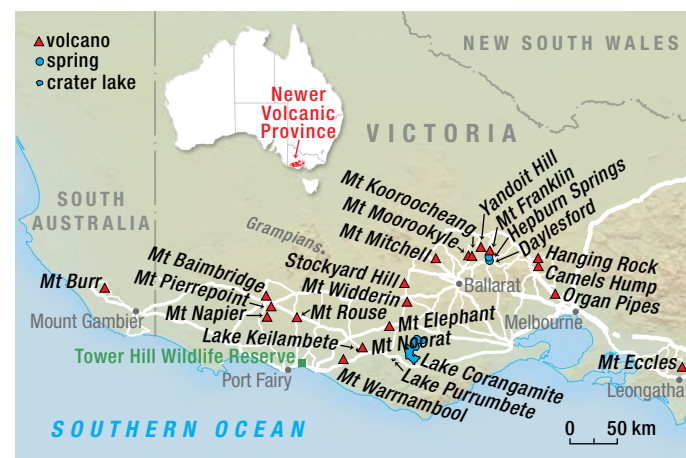 volcano
spring
crater lake
NEW SOUTH WALES
Newer
Volcanic
Province
VICTORIA
SOUTH
AUSTRALIA
Grampians
Mt Kooroocheang
Yandoit Hill
Mt Franklin
Hepburn Springs
Daylesford
Mt Moorookyle
Mt Mitchell
Hanging Rock
Camels Hump
Organ Pipes
Stockyard Hill
Mt Widderin
Ballarat
Melbourne
Mt Burr
Mt Baimbridge
Mt Pierrepoint
Mt Napier
Mt Rouse
Mount Gambier
Mt Elephant
Lake Keilambete
Mt Noorat
Tower Hill Wildlife Reserve
Port Fairy
Mt Warnambool
Lake Corangamite
Lake Purrumbete
Mt Eccles
Leongatha
SOUTHERN OCEAN
0 50 km